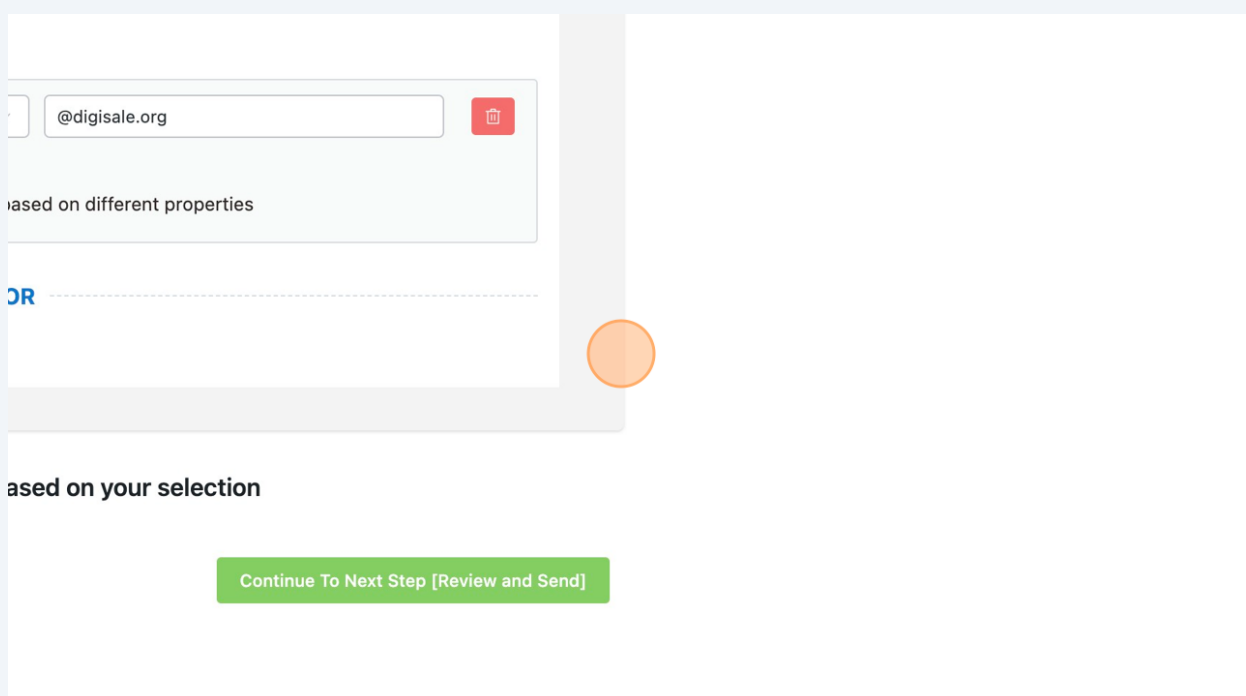 @digisale.org
based on different properties
OR
ased on your selection
Continue To Next Step [Review and Send]